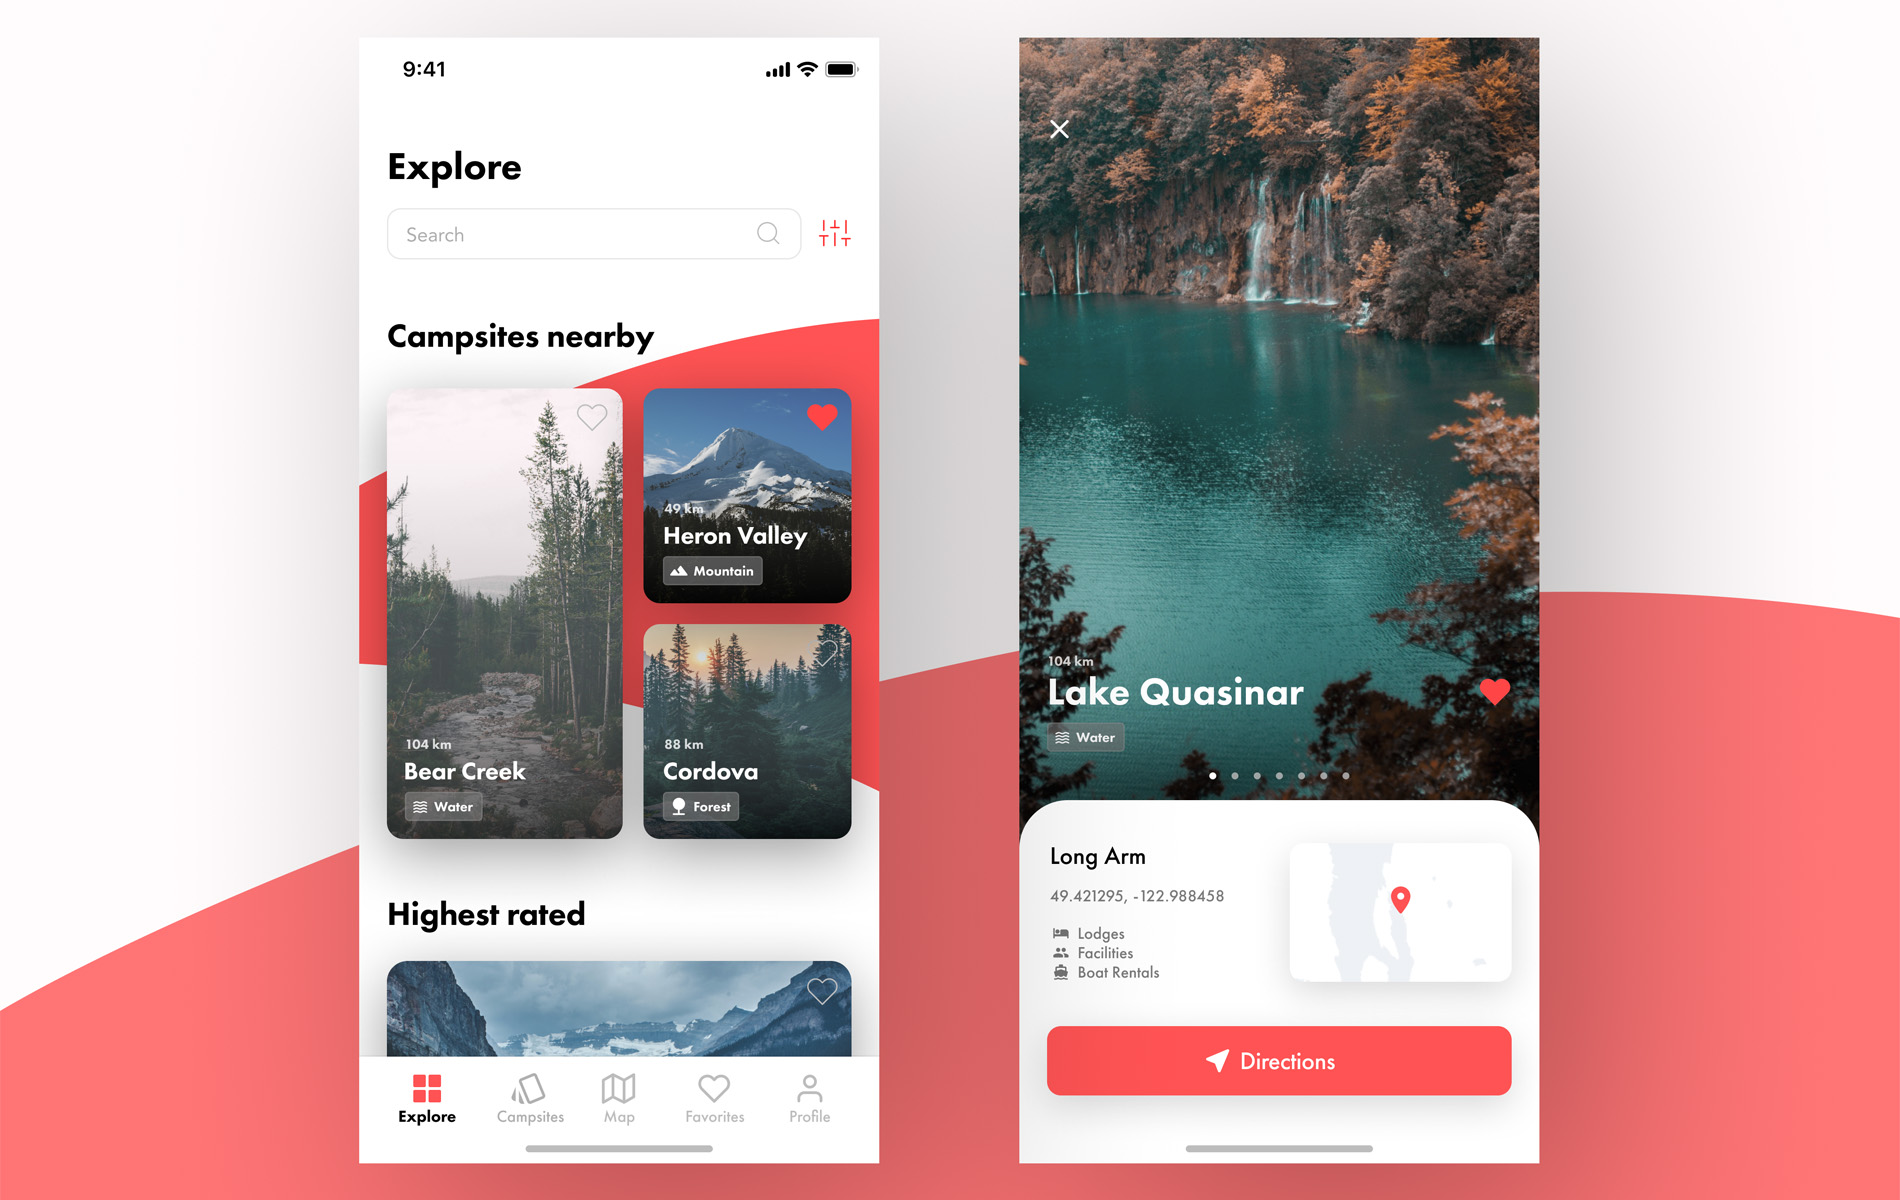 9:41
Explore
Search
Campsites nearby
104 km
Bear Creek
Water
49 km
Heron Valley
Mountain
88 km
Cordova
Forest
Highest rated
Explore
Campsites
Map
Favorites
Profile
104 km
Lake Quasinar
Water
Long Arm
49.421295, -122.988458
Lodges
Facilities
Boat Rentals
Directions